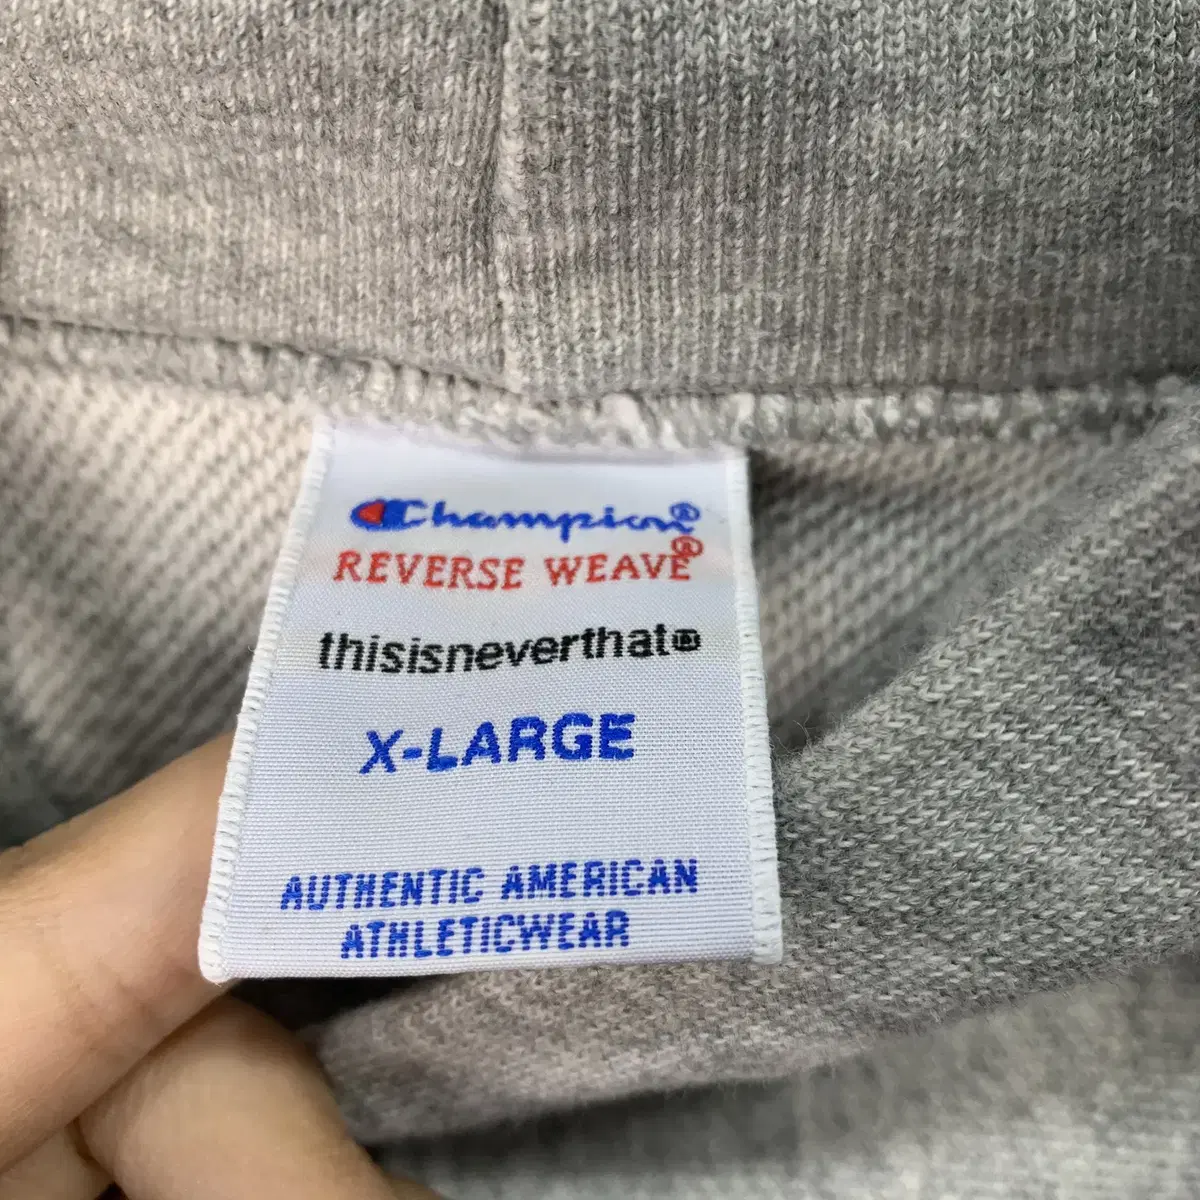 Champion®
REVERSE WEAVE®
thisisneverthat®
X-LARGE
AUTHENTIC AMERICAN
ATHLETICWEAR